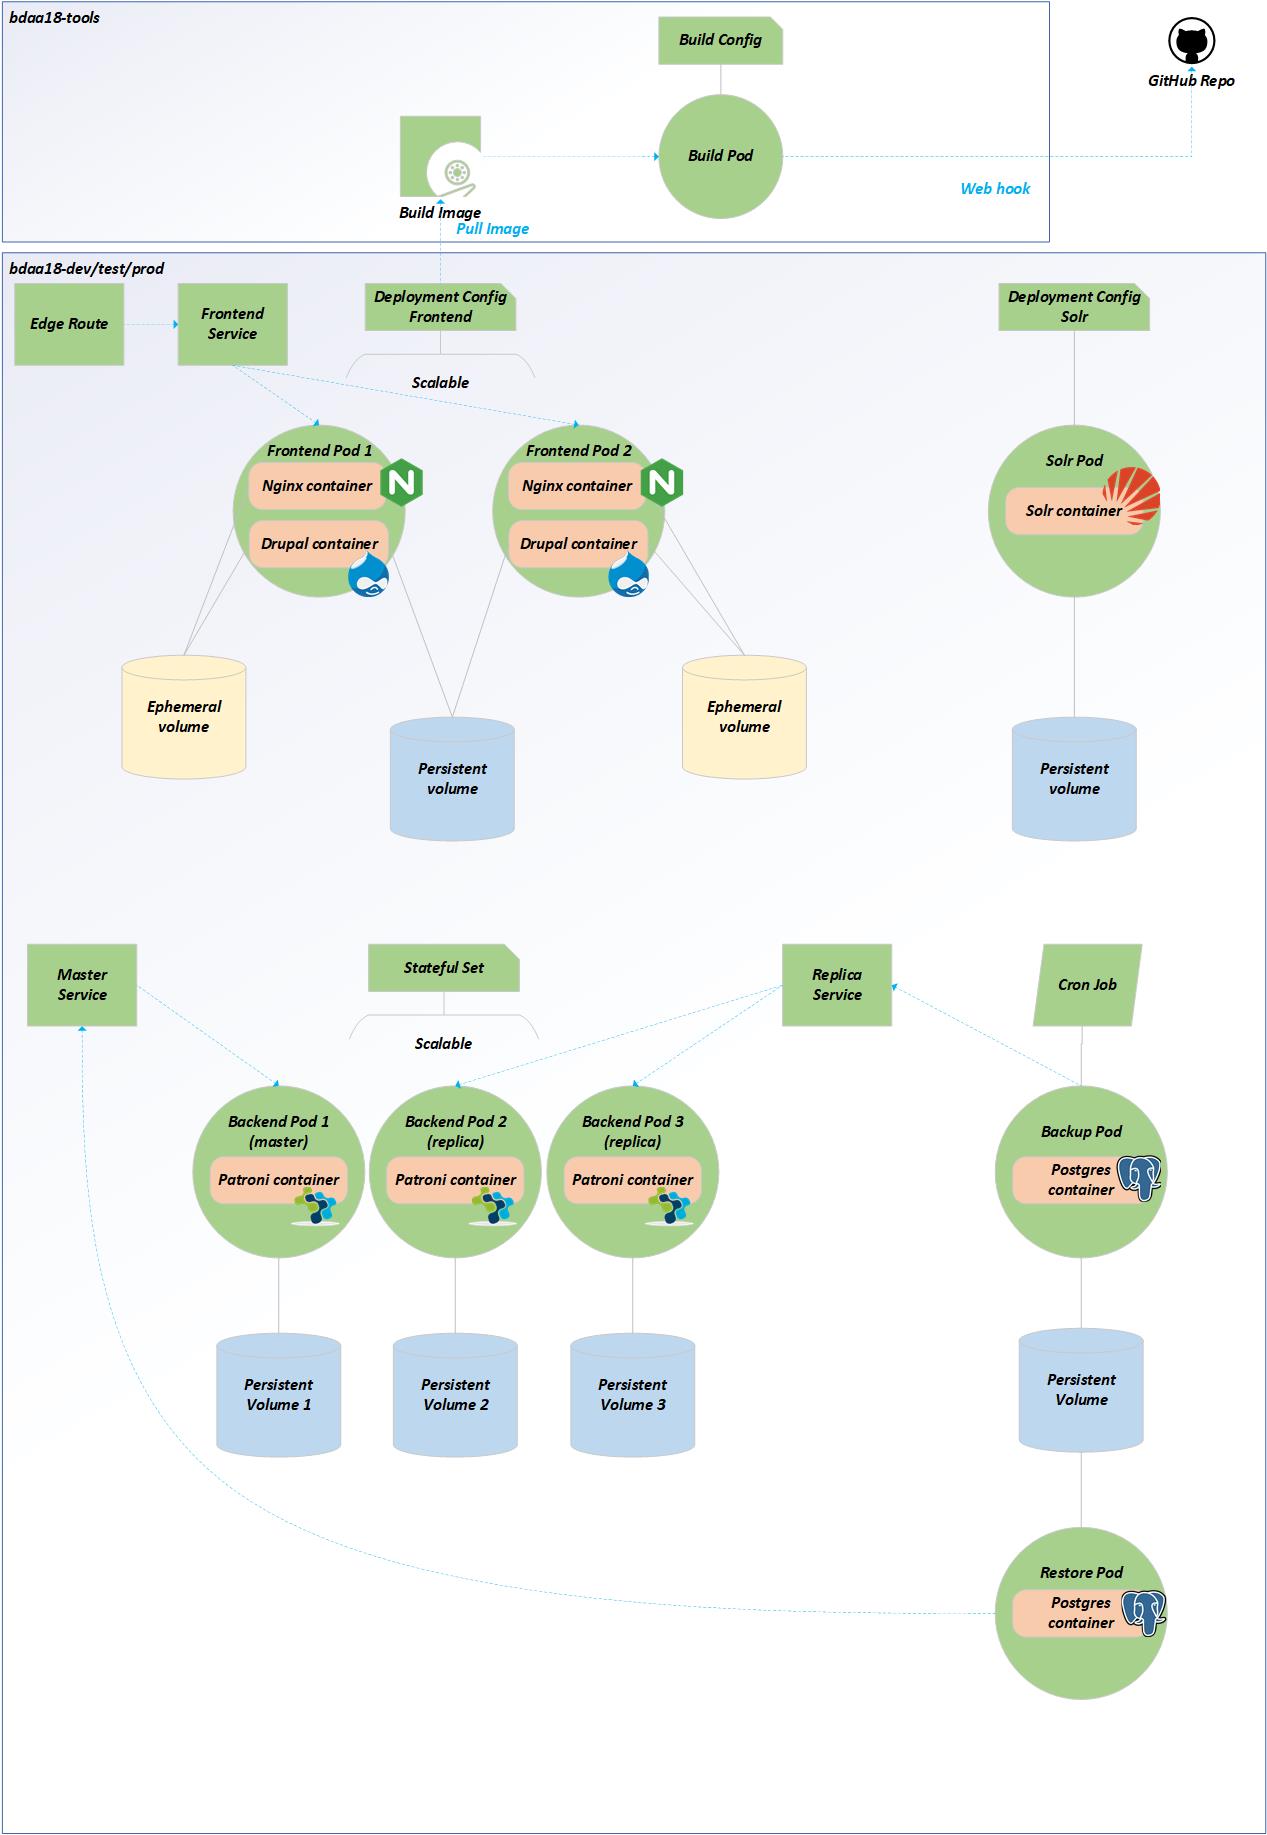 bdaa18-tools
Build Config
GitHub Repo
Build Pod
Web hook
Build Image
Pull Image
bdaa18-dev/test/prod
Edge Route
Frontend
Service
Deployment Config
Frontend
Deployment Config
Solr
Scalable
Frontend Pod 1
Nginx container
Drupal container
Frontend Pod 2
Nginx container
Drupal container
Solr Pod
Solr container
Ephemeral
volume
Persistent
volume
Ephemeral
volume
Persistent
volume
Master
Service
Stateful Set
Replica
Service
Cron Job
Scalable
Backend Pod 1
(master)
Patroni container
Backend Pod 2
(replica)
Patroni container
Backend Pod 3
(replica)
Patroni container
Backup Pod
Postgres
container
Persistent
Volume 1
Persistent
Volume 2
Persistent
Volume 3
Persistent
Volume
Restore Pod
Postgres
container